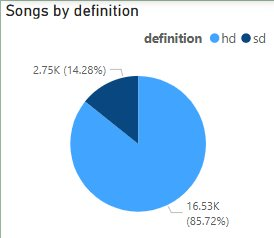 Songs by definition
definition hd sd
2.75K (14.28%)
16.53K
(85.72%)